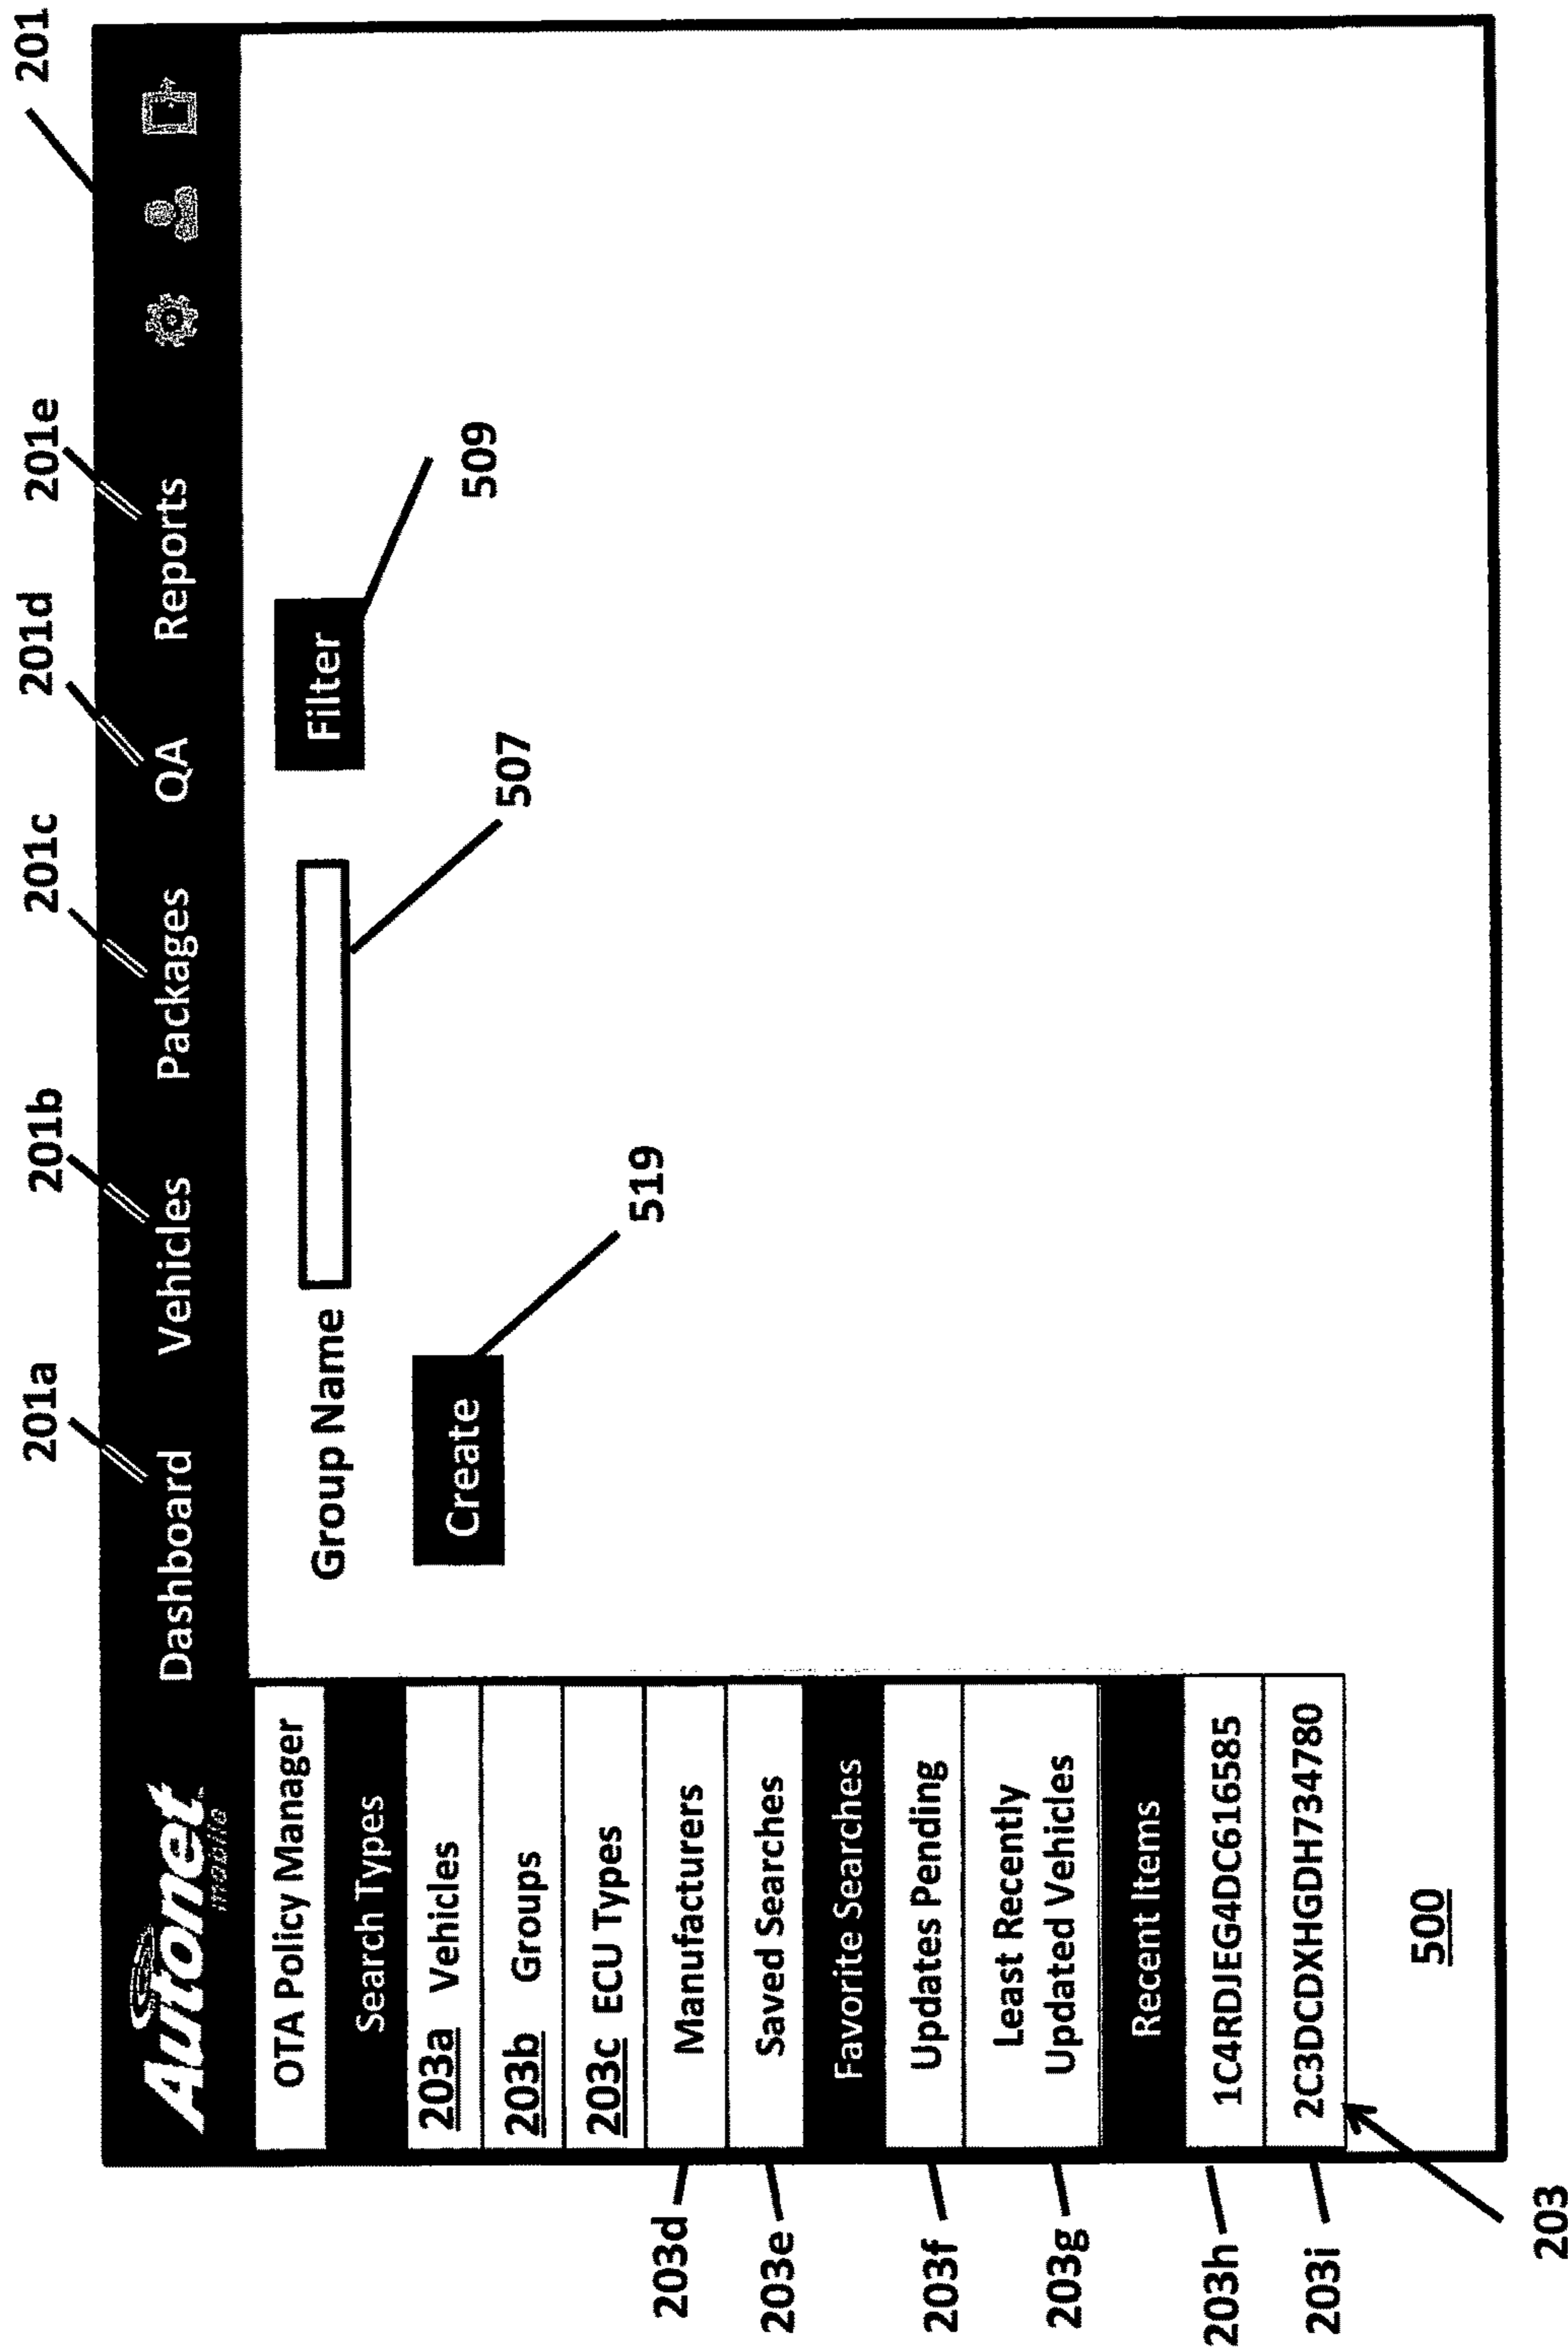 201
201a
201b
201c
201d
201e
Autonet
mobile
Dashboard
Vehicles
Packages
QA
Reports
OTA Policy Manager
Search Types
203a Vehicles
203b Groups
203c ECU Types
Manufacturers
Saved Searches
Favorite Searches
Updates Pending
Least Recently
Updated Vehicles
Recent Items
1C4RDJEG4DC616585
2C3DCDXHGDH734780
Group Name
Filter
Create
507
509
519
203d
203e
203f
203g
203h
203i
203
500